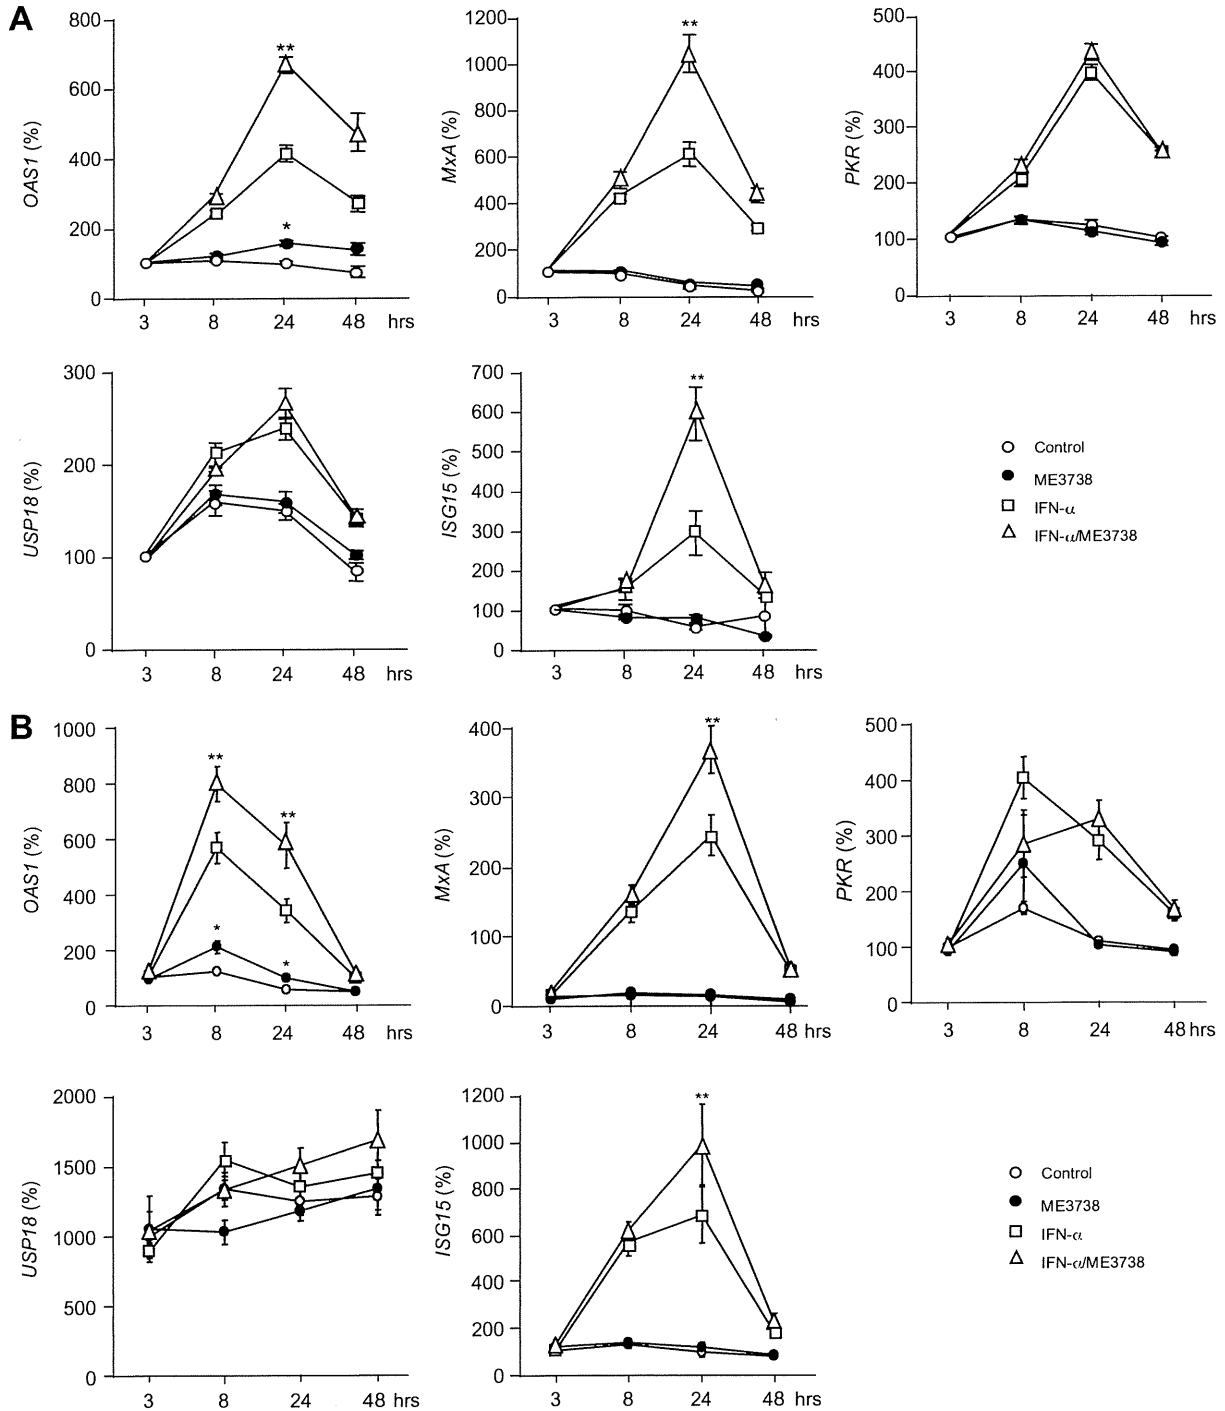 A
OAS1 (%)
800
600
400
200
0
**
*
3 8 24 48 hrs
MxA (%)
1200
1000
800
600
400
200
0
**
3 8 24 48 hrs
PKR (%)
500
400
300
200
100
0
3 8 24 48 hrs
USP18 (%)
300
200
100
0
3 8 24 48 hrs
ISG15 (%)
700
600
500
400
300
200
100
0
**
3 8 24 48 hrs
Control
ME3738
IFN-α
IFN-α/ME3738
B
OAS1 (%)
1000
800
600
400
200
0
**
**
*
*
3 8 24 48 hrs
MxA (%)
400
300
200
100
0
**
3 8 24 48 hrs
PKR (%)
500
400
300
200
100
0
3 8 24 48 hrs
USP18 (%)
2000
1500
1000
500
0
3 8 24 48 hrs
ISG15 (%)
1200
1000
800
600
400
200
0
**
3 8 24 48 hrs
Control
ME3738
IFN-α
IFN-α/ME3738